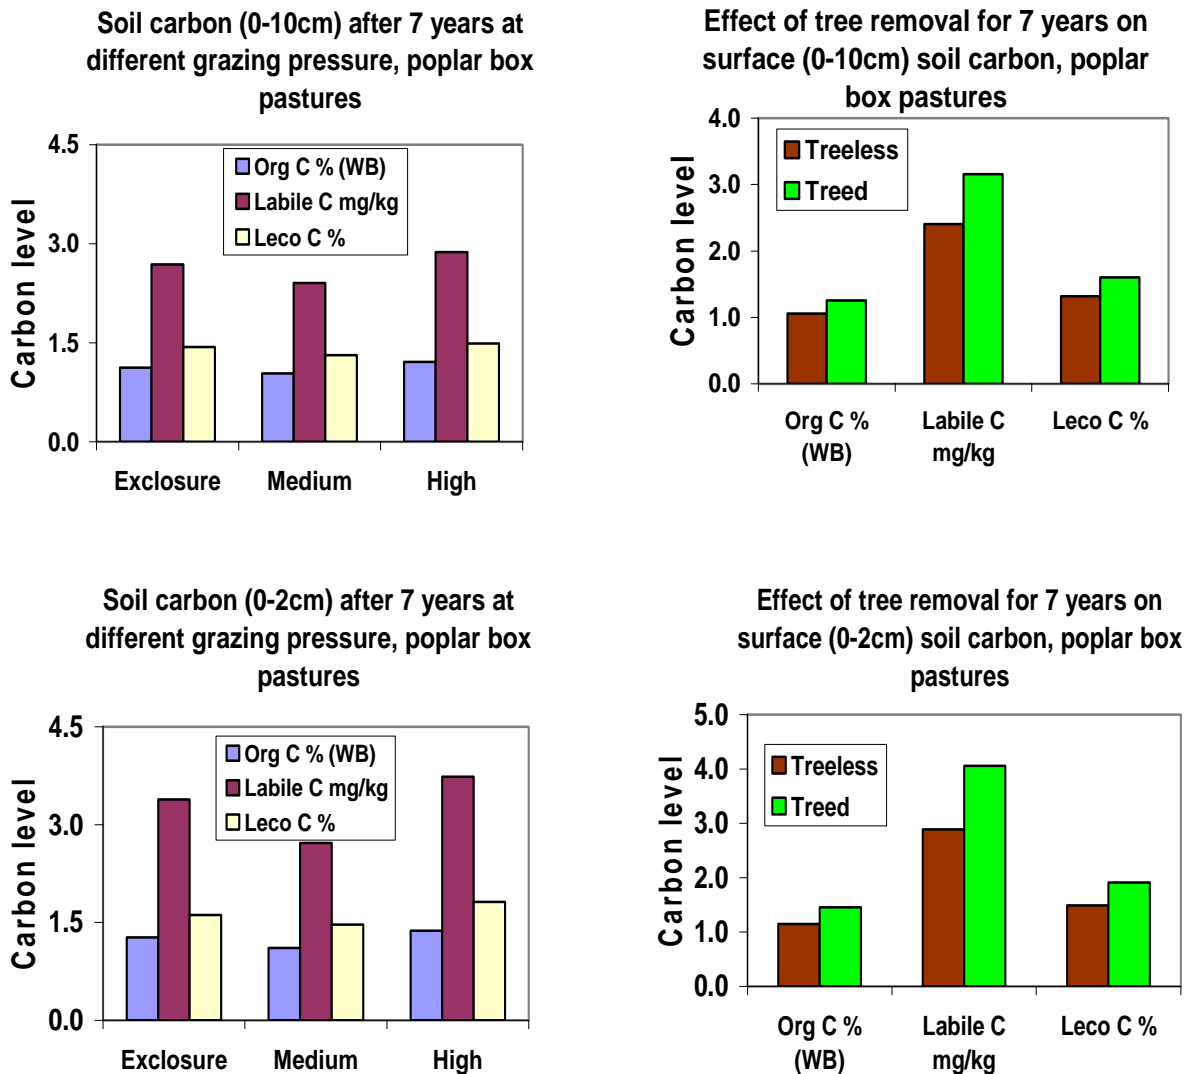 Soil carbon (0-10cm) after 7 years at
different grazing pressure, poplar box
pastures
4.5
3.0
1.5
0.0
Carbon level
Org C % (WB)
Labile C mg/kg
Leco C %
Exclosure
Medium
High
Effect of tree removal for 7 years on
surface (0-10cm) soil carbon, poplar
box pastures
4.0
3.0
2.0
1.0
0.0
Carbon level
Treeless
Treed
Org C %
(WB)
Labile C
mg/kg
Leco C %
Soil carbon (0-2cm) after 7 years at
different grazing pressure, poplar box
pastures
4.5
3.0
1.5
0.0
Carbon level
Org C % (WB)
Labile C mg/kg
Leco C %
Exclosure
Medium
High
Effect of tree removal for 7 years on
surface (0-2cm) soil carbon, poplar box
pastures
5.0
4.0
3.0
2.0
1.0
0.0
Carbon level
Treeless
Treed
Org C %
(WB)
Labile C
mg/kg
Leco C %